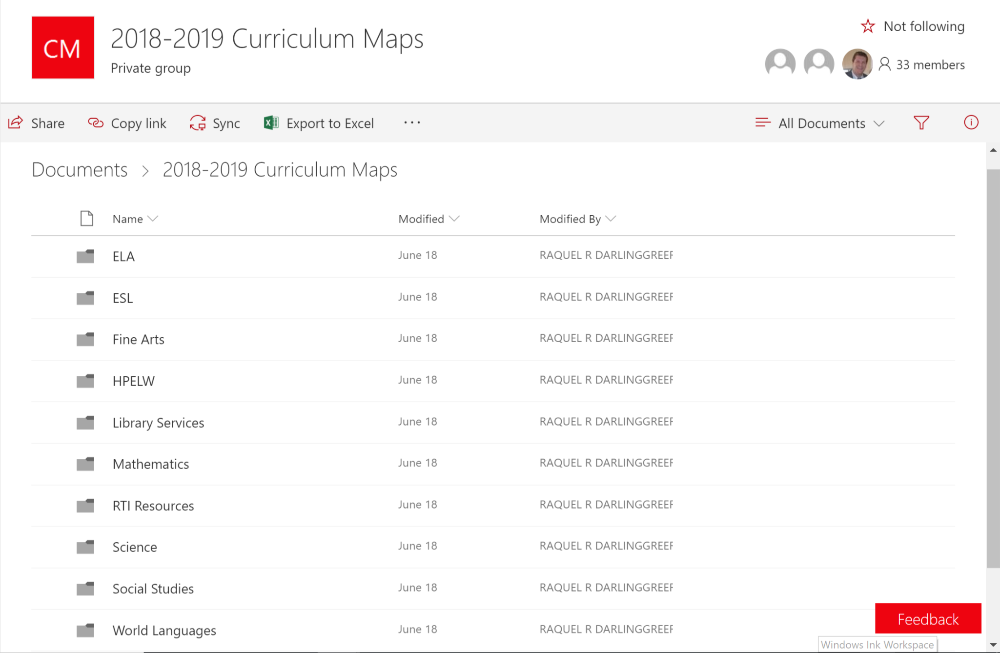 CM
2018-2019 Curriculum Maps
Private group
Not following
33 members
Share Copy link Sync Export to Excel ... All Documents
Documents > 2018-2019 Curriculum Maps
Name Modified Modified By
ELA June 18 RAQUEL R DARLINGGREEF
ESL June 18 RAQUEL R DARLINGGREEF
Fine Arts June 18 RAQUEL R DARLINGGREEF
HPELW June 18 RAQUEL R DARLINGGREEF
Library Services June 18 RAQUEL R DARLINGGREEF
Mathematics June 18 RAQUEL R DARLINGGREEF
RTI Resources June 18 RAQUEL R DARLINGGREEF
Science June 18 RAQUEL R DARLINGGREEF
Social Studies June 18 RAQUEL R DARLINGGREEF
World Languages June 18 RAQUEL R DARLINGGREEF
Feedback
Windows Ink Workspace